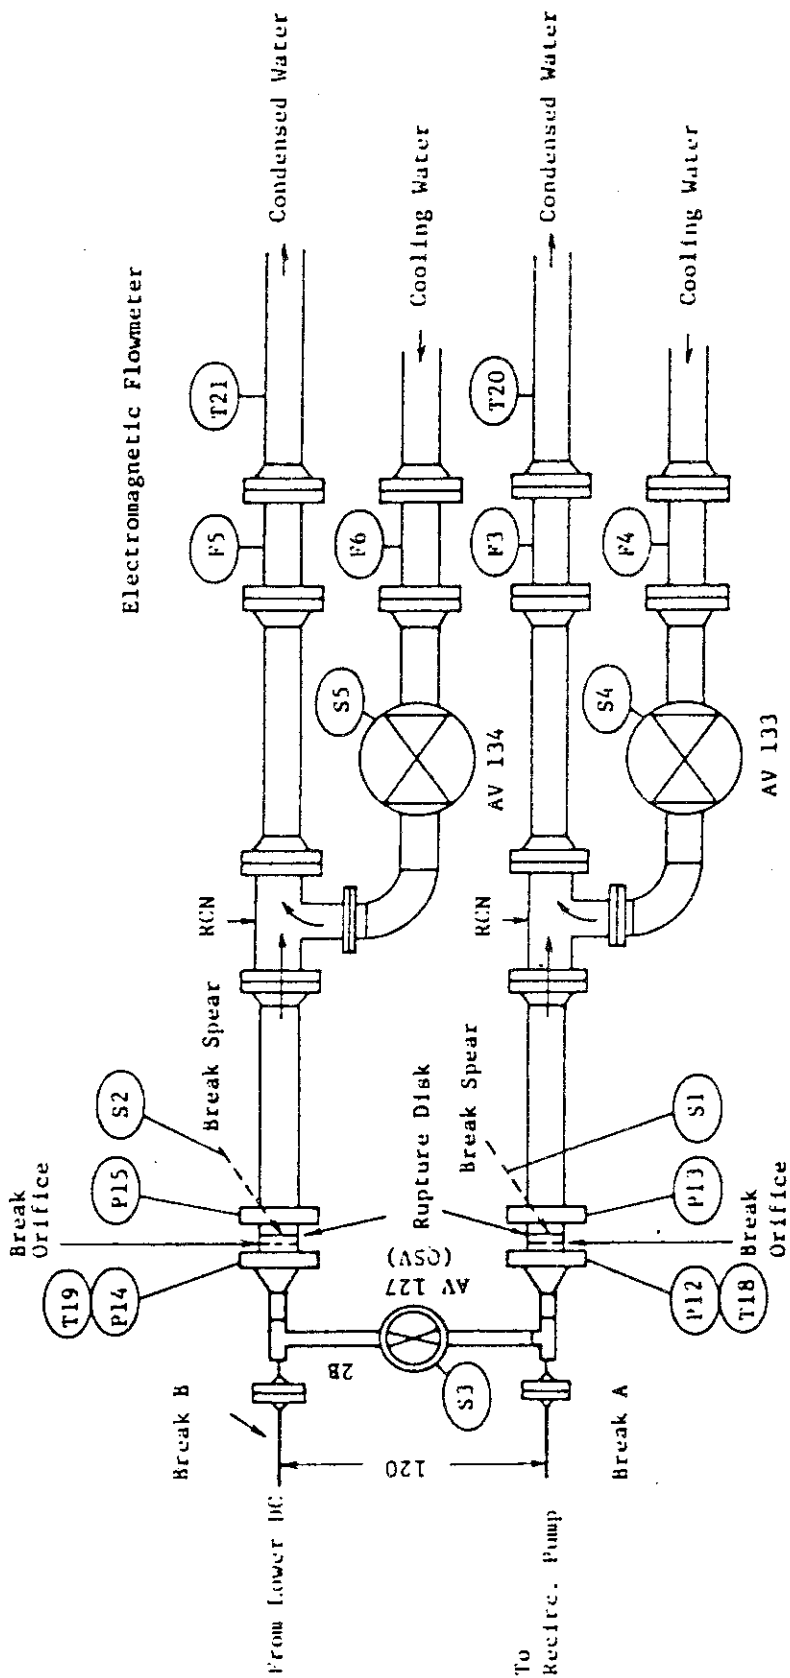 Electromagnetic Flowmeter
Break
Orifice
T19
P14
P15
S2
Break Spear
RCN
F5
T21
Condensed Water
Break B
From Lower DC
2B
S3
AV 127
(QSV)
Rupture Disk
S5
AV 134
F6
Cooling Water
120
To
Recirc. Pump
Break A
Break Spear
RCN
F3
T20
Condensed Water
P12
T18
P13
S1
Break
Orifice
S4
AV 133
F4
Cooling Water